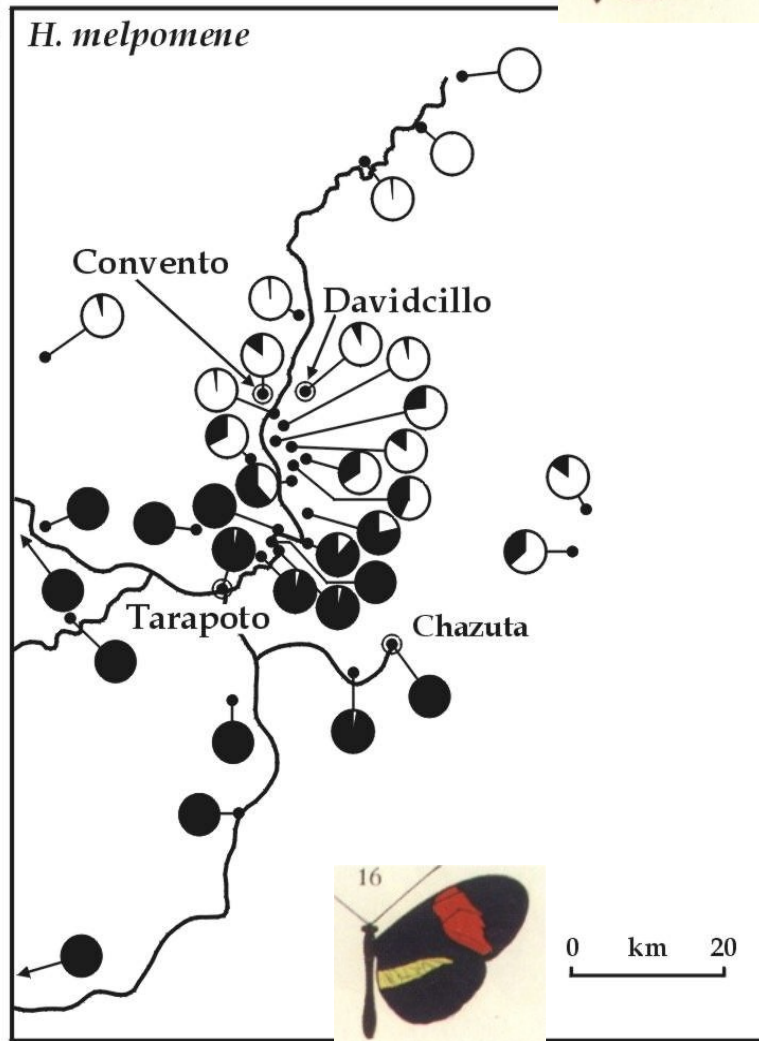 H. melpomene
Convento
Davidcillo
Tarapoto
Chazuta
16
0 km 20